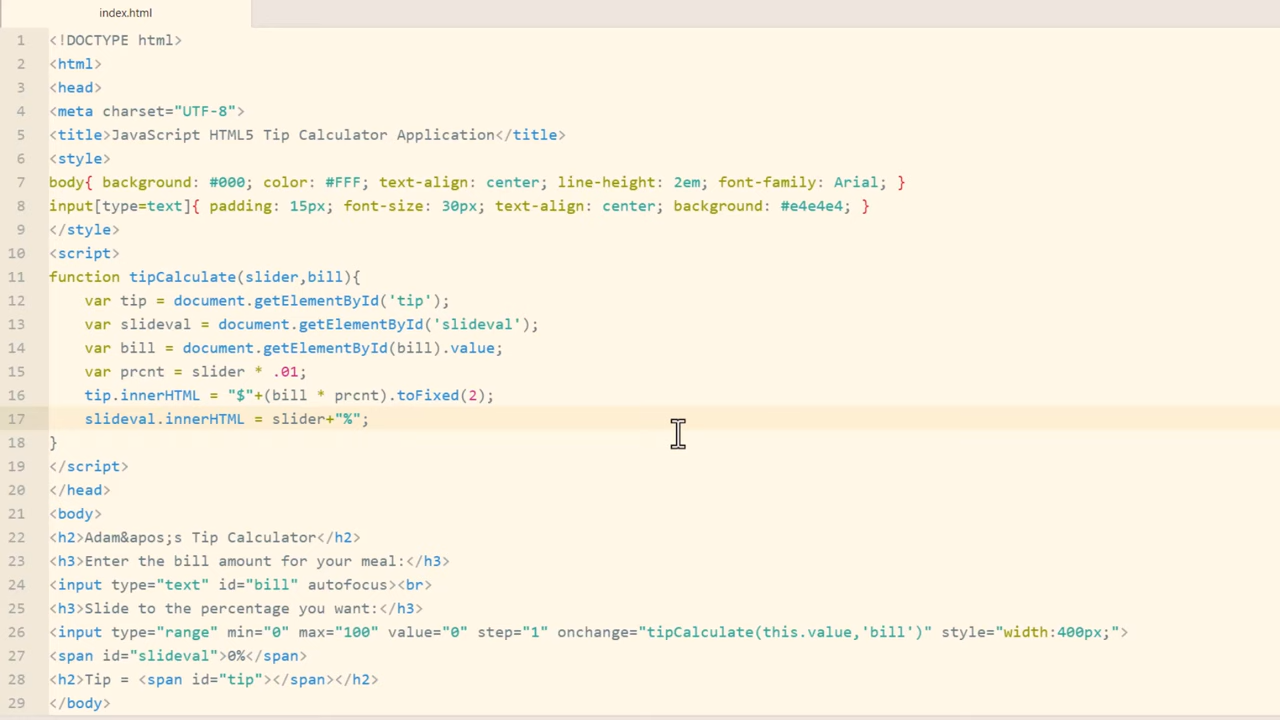 index.html
1 <!DOCTYPE html>
2 <html>
3 <head>
4 <meta charset="UTF-8">
5 <title>JavaScript HTML5 Tip Calculator Application</title>
6 <style>
7 body{ background: #000; color: #FFF; text-align: center; line-height: 2em; font-family: Arial; }
8 input[type=text]{ padding: 15px; font-size: 30px; text-align: center; background: #e4e4e4; }
9 </style>
10 <script>
11 function tipCalculate(slider,bill){
12     var tip = document.getElementById('tip');
13     var slideval = document.getElementById('slideval');
14     var bill = document.getElementById(bill).value;
15     var prcnt = slider * .01;
16     tip.innerHTML = "$"+(bill * prcnt).toFixed(2);
17     slideval.innerHTML = slider+"%";
18 }
19 </script>
20 </head>
21 <body>
22 <h2>Adam&apos;s Tip Calculator</h2>
23 <h3>Enter the bill amount for your meal:</h3>
24 <input type="text" id="bill" autofocus><br>
25 <h3>Slide to the percentage you want:</h3>
26 <input type="range" min="0" max="100" value="0" step="1" onchange="tipCalculate(this.value,'bill')" style="width:400px;">
27 <span id="slideval">0%</span>
28 <h2>Tip = <span id="tip"></span></h2>
29 </body>